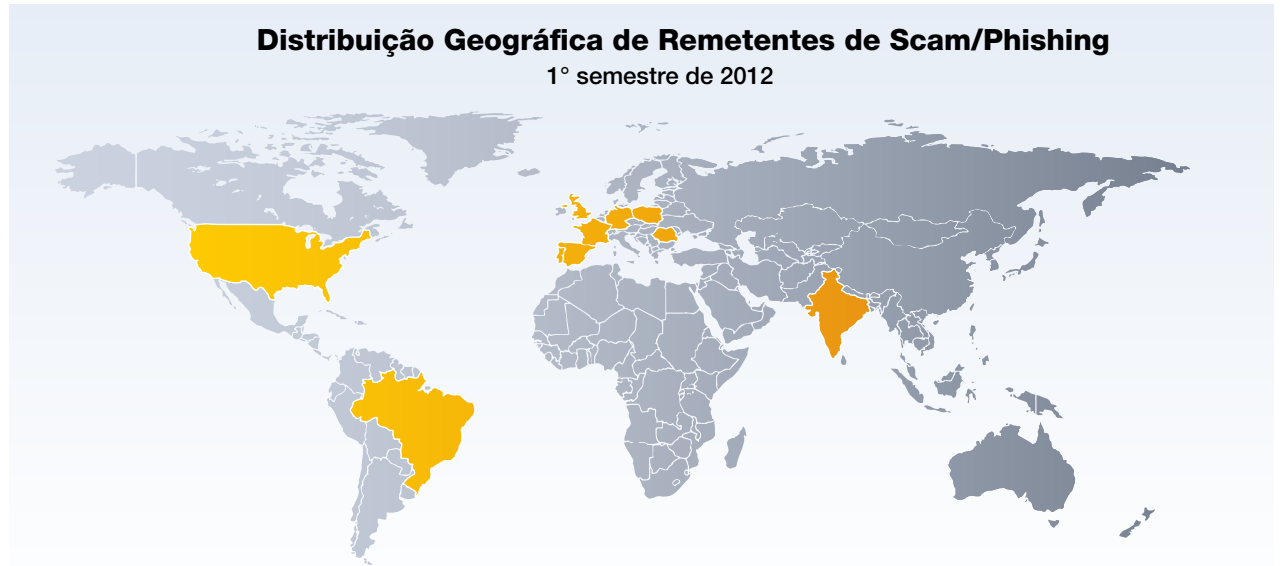 Distribuição Geográfica de Remetentes de Scam/Phishing
1° semestre de 2012